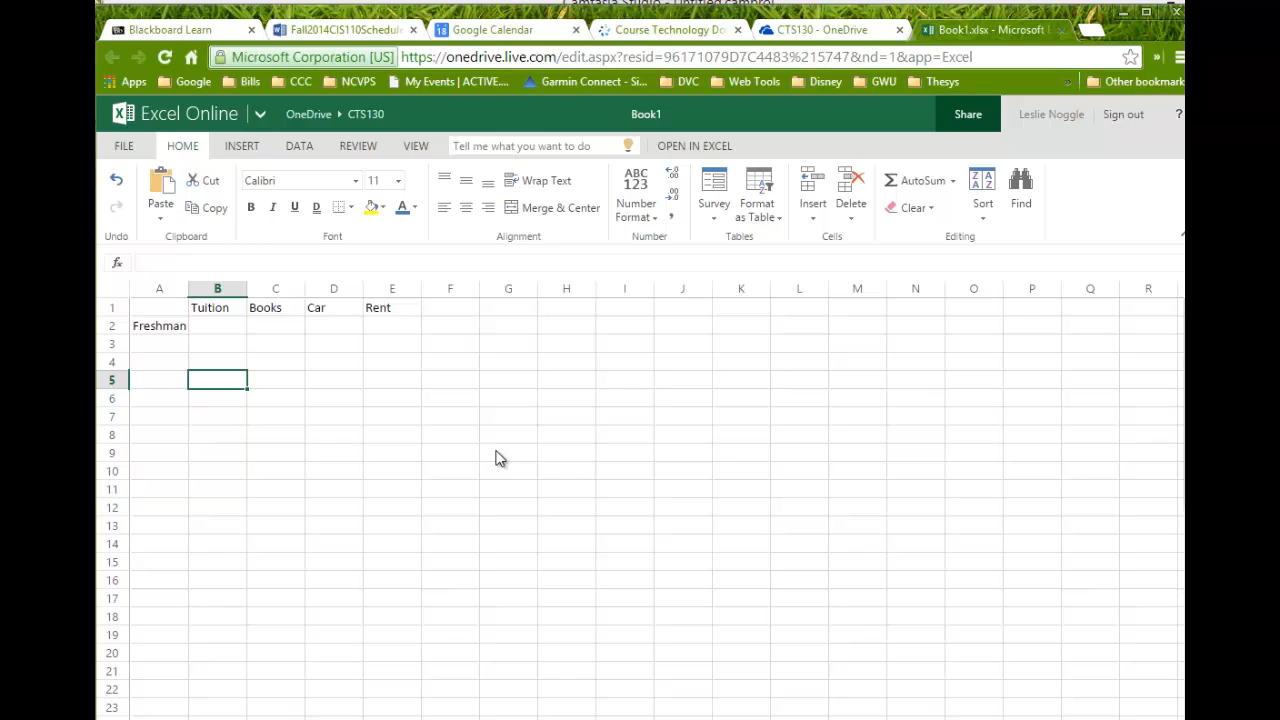 Camtasia Studio - Untitled.camproj
Blackboard Learn
Fall2014CIS110Schedule
Google Calendar
Course Technology Do
CTS130 - OneDrive
Book1.xlsx - Microsoft
Microsoft Corporation [US] https://onedrive.live.com/edit.aspx?resid=96171079D7C4483%215747&nd=1&app=Excel
Apps Google Bills CCC NCVPS My Events | ACTIVE.... Garmin Connect - Si... DVC Web Tools Disney GWU Thesys » Other bookmark
Excel Online OneDrive CTS130 Book1 Share Leslie Noggle Sign out ?
FILE HOME INSERT DATA REVIEW VIEW Tell me what you want to do OPEN IN EXCEL
Cut Calibri 11 Wrap Text ABC 123 AutoSum
Paste Copy B I U D Merge & Center Number Format Survey Format as Table Insert Delete Clear Sort Find
Undo Clipboard Font Alignment Number Tables Cells Editing
fx
A B C D E F G H I J K L M N O P Q R
1 Tuition Books Car Rent
2 Freshman
3
4
5
6
7
8
9
10
11
12
13
14
15
16
17
18
19
20
21
22
23